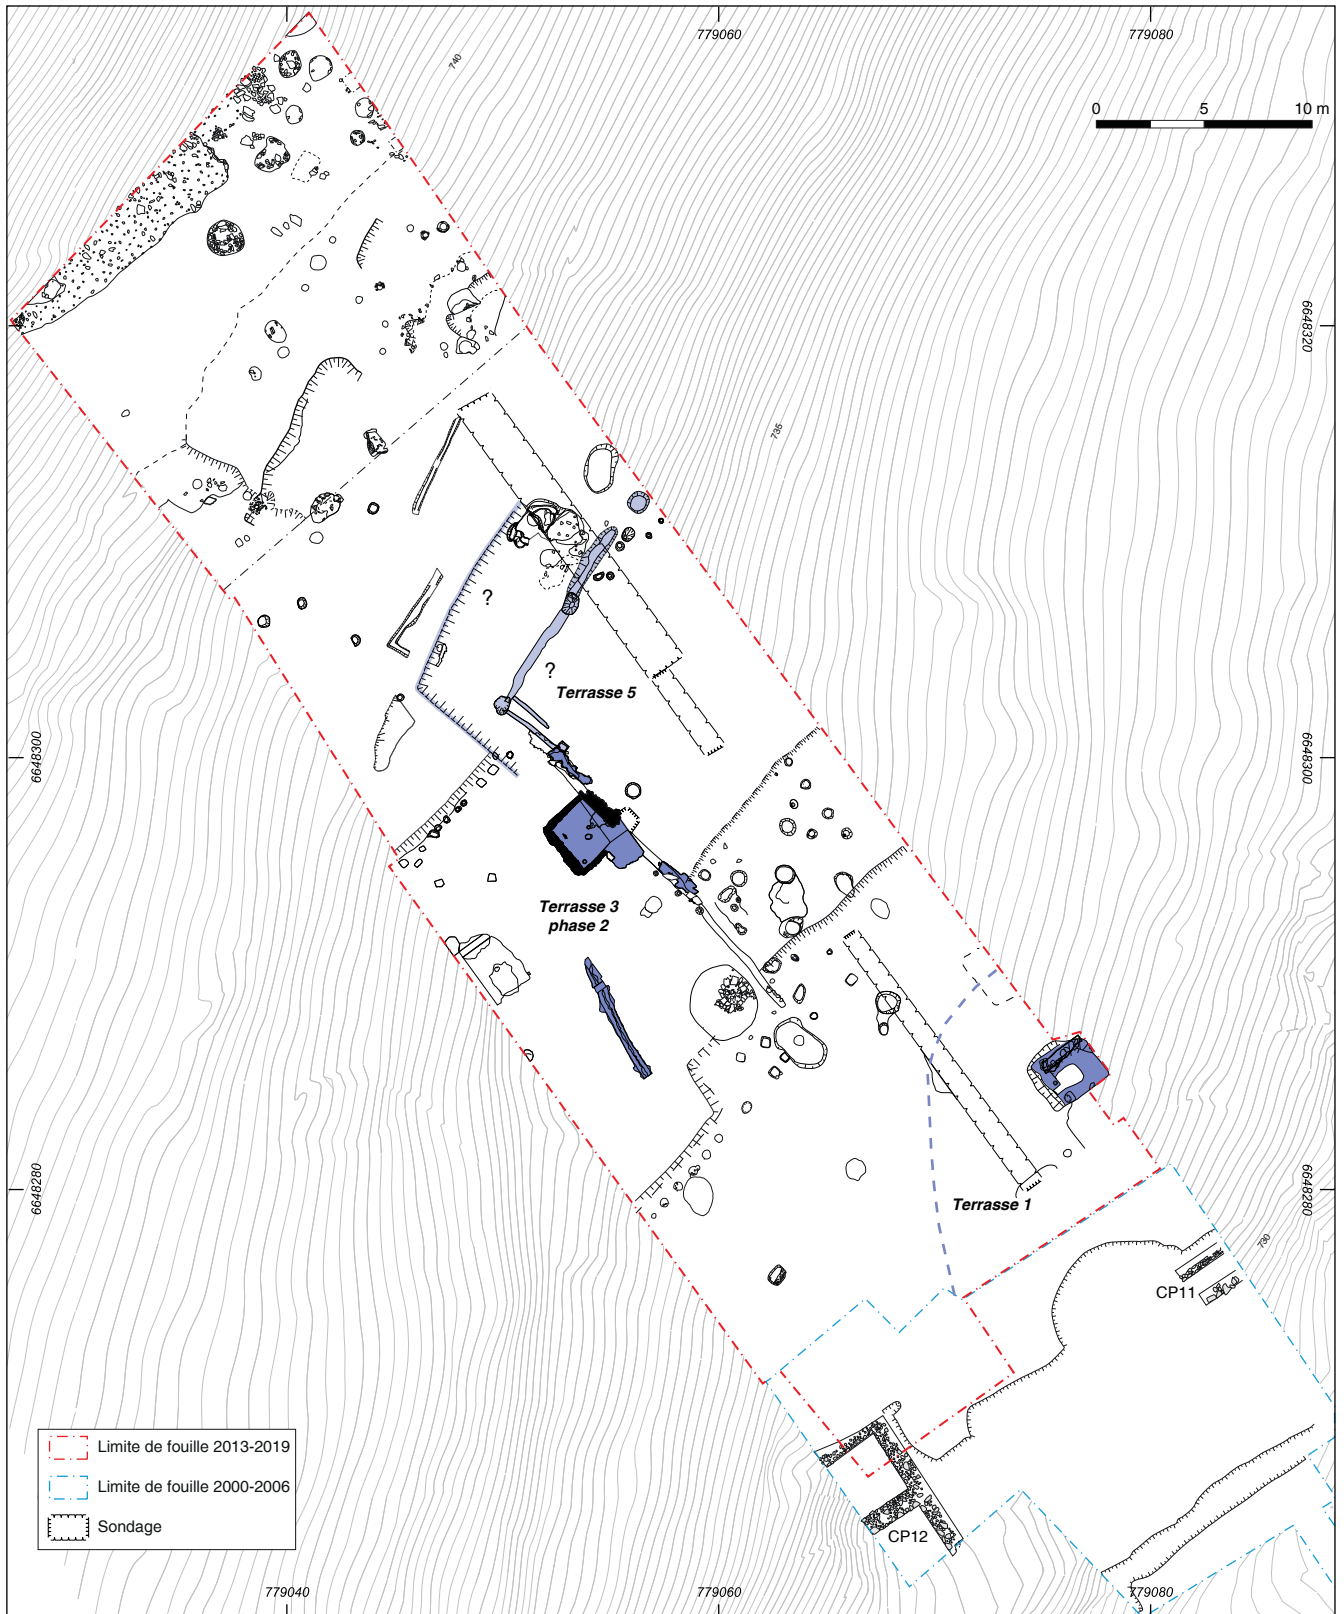 779060
779080
740
0 5 10 m
6648320
735
?
?
Terrasse 5
6648300
6648300
Terrasse 3
phase 2
6648280
6648280
Terrasse 1
730
CP11
Limite de fouille 2013-2019
Limite de fouille 2000-2006
Sondage
CP12
779040
779060
779080